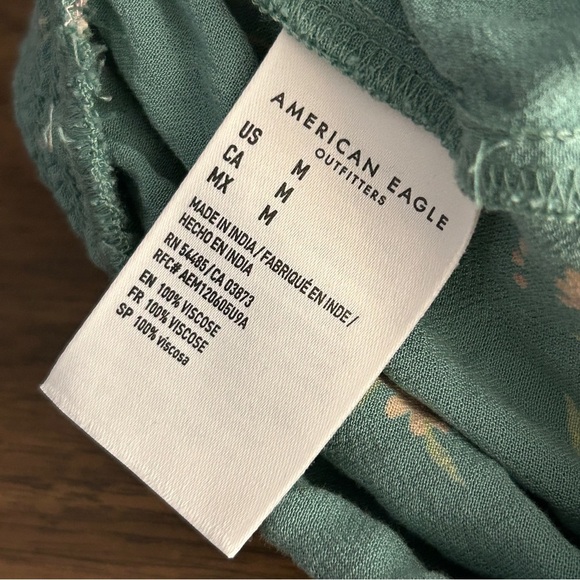 AMERICAN EAGLE
OUTFITTERS
US M
CA M
MX M
MADE IN INDIA / FABRIQUÉ EN INDE /
HECHO EN INDIA
RN 54485 / CA 03873
RFC# AEM120605U9A
EN 100% VISCOSE
FR 100% VISCOSE
SP 100% viscosa